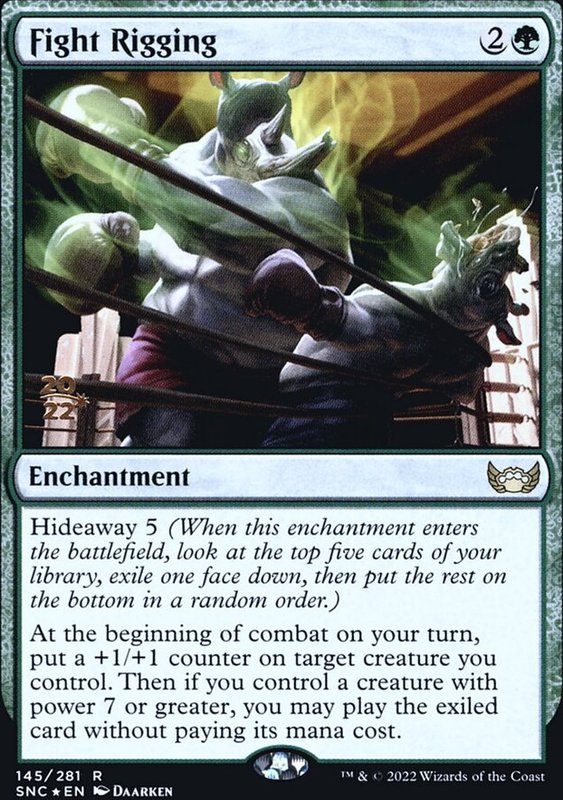 Fight Rigging 2
20
22
Enchantment
Hideaway 5 (When this enchantment enters
the battlefield, look at the top five cards of your
library, exile one face down, then put the rest on
the bottom in a random order.)
At the beginning of combat on your turn,
put a +1/+1 counter on target creature you
control. Then if you control a creature with
power 7 or greater, you may play the exiled
card without paying its mana cost.
145/281 R
SNC ★ EN DAARKEN
™ & © 2022 Wizards of the Coast